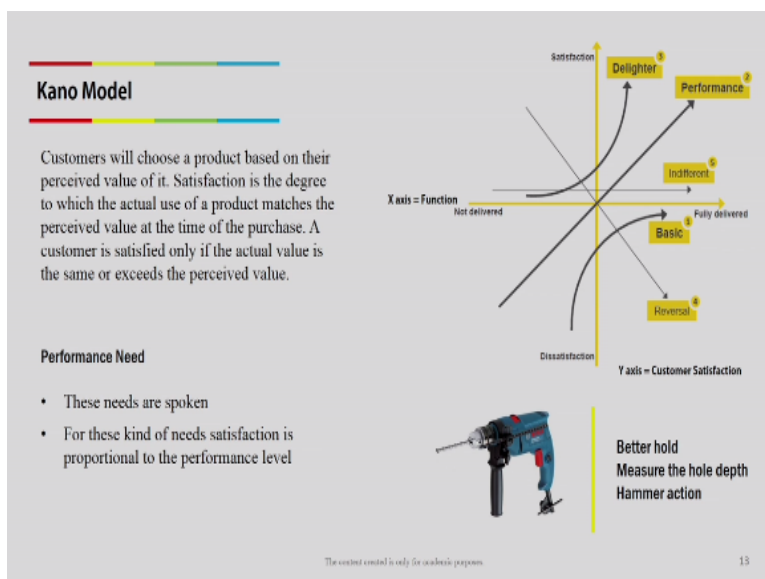 Kano Model
Customers will choose a product based on their
perceived value of it. Satisfaction is the degree
to which the actual use of a product matches the
perceived value at the time of the purchase. A
customer is satisfied only if the actual value is
the same or exceeds the perceived value.
Performance Need
• These needs are spoken
• For these kind of needs satisfaction is
proportional to the performance level
Satisfaction
Delighter
3
Performance
2
Indifferent
5
X axis = Function
Not delivered
Fully delivered
Basic
1
Reversal
4
Dissatisfaction
Y axis = Customer Satisfaction
Better hold
Measure the hole depth
Hammer action
The content created is only for academic purposes
13